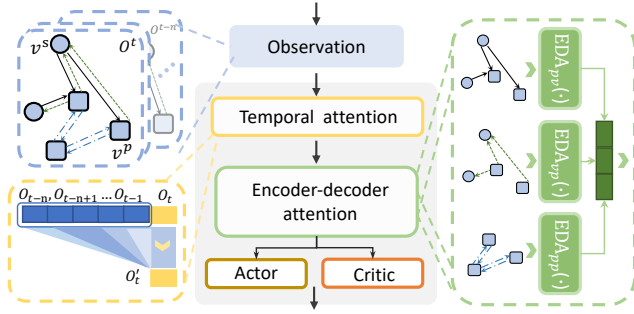 v^s
O^t
O^{t-n}
v^p
Observation
Temporal attention
Encoder-decoder
attention
Actor
Critic
O_{t-n}, O_{t-n+1} ... O_{t-1}
O_t
O'_t
EDA_{pv}(·)
EDA_{vp}(·)
EDA_{pp}(·)